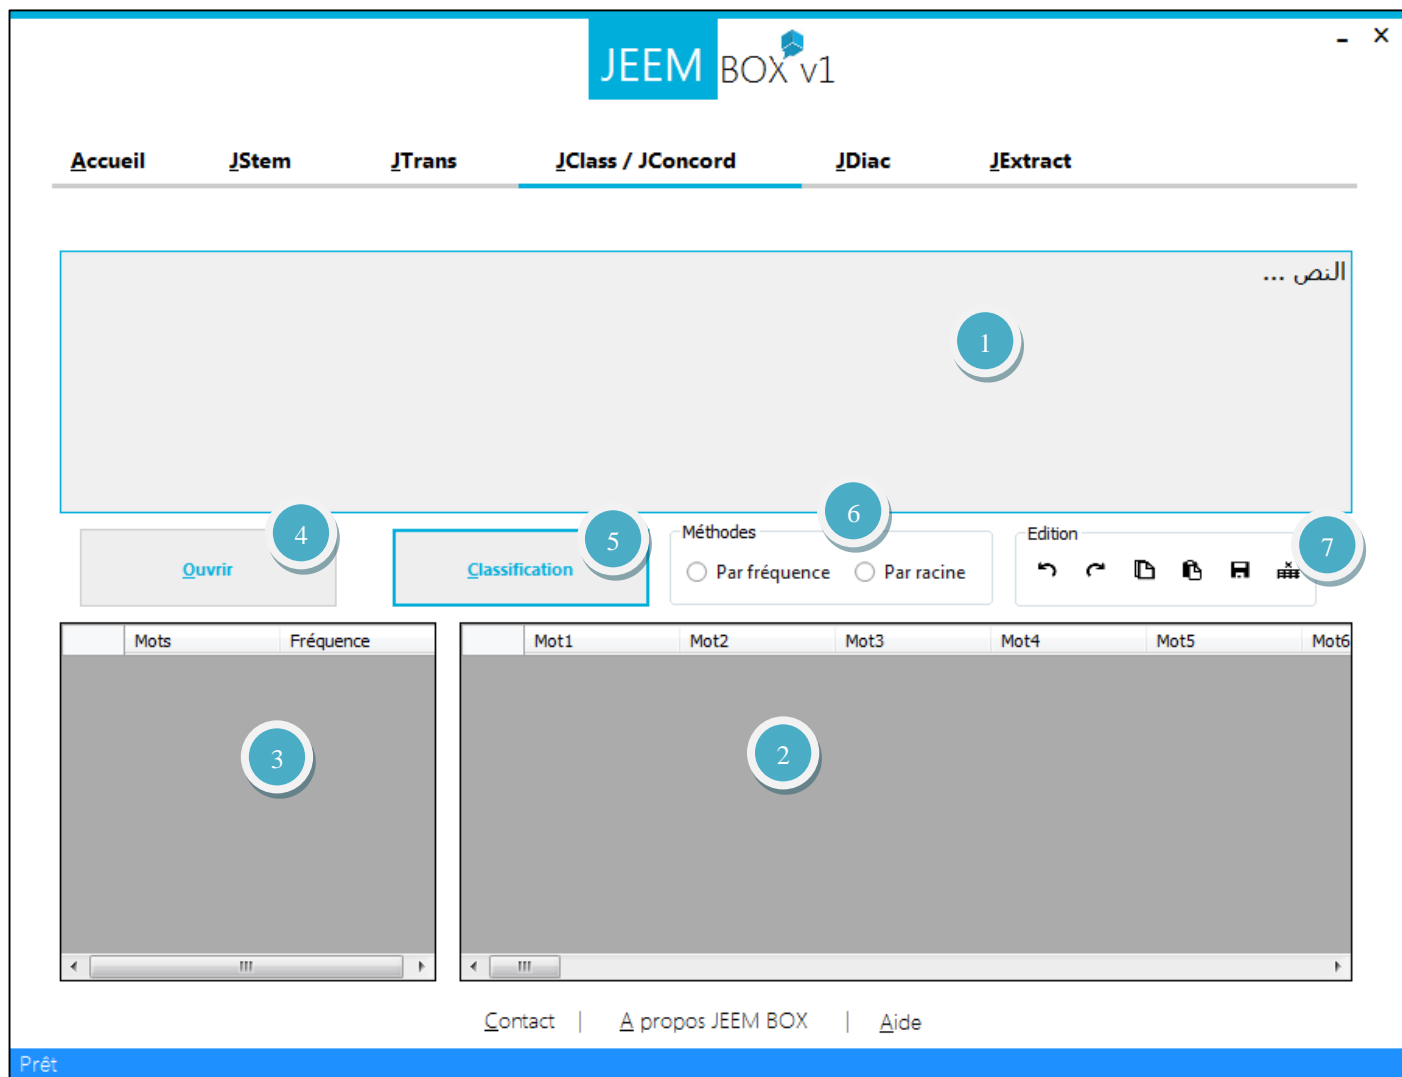 JEEM BOX v1
Accueil JStem JTrans JClass / JConcord JDiac JExtract
النص ...
1
4 5 6 7
Méthodes Edition
Ouvrir Classification Par fréquence Par racine
Mots Fréquence Mot1 Mot2 Mot3 Mot4 Mot5 Mot6
3 2
Contact | A propos JEEM BOX | Aide
Prêt